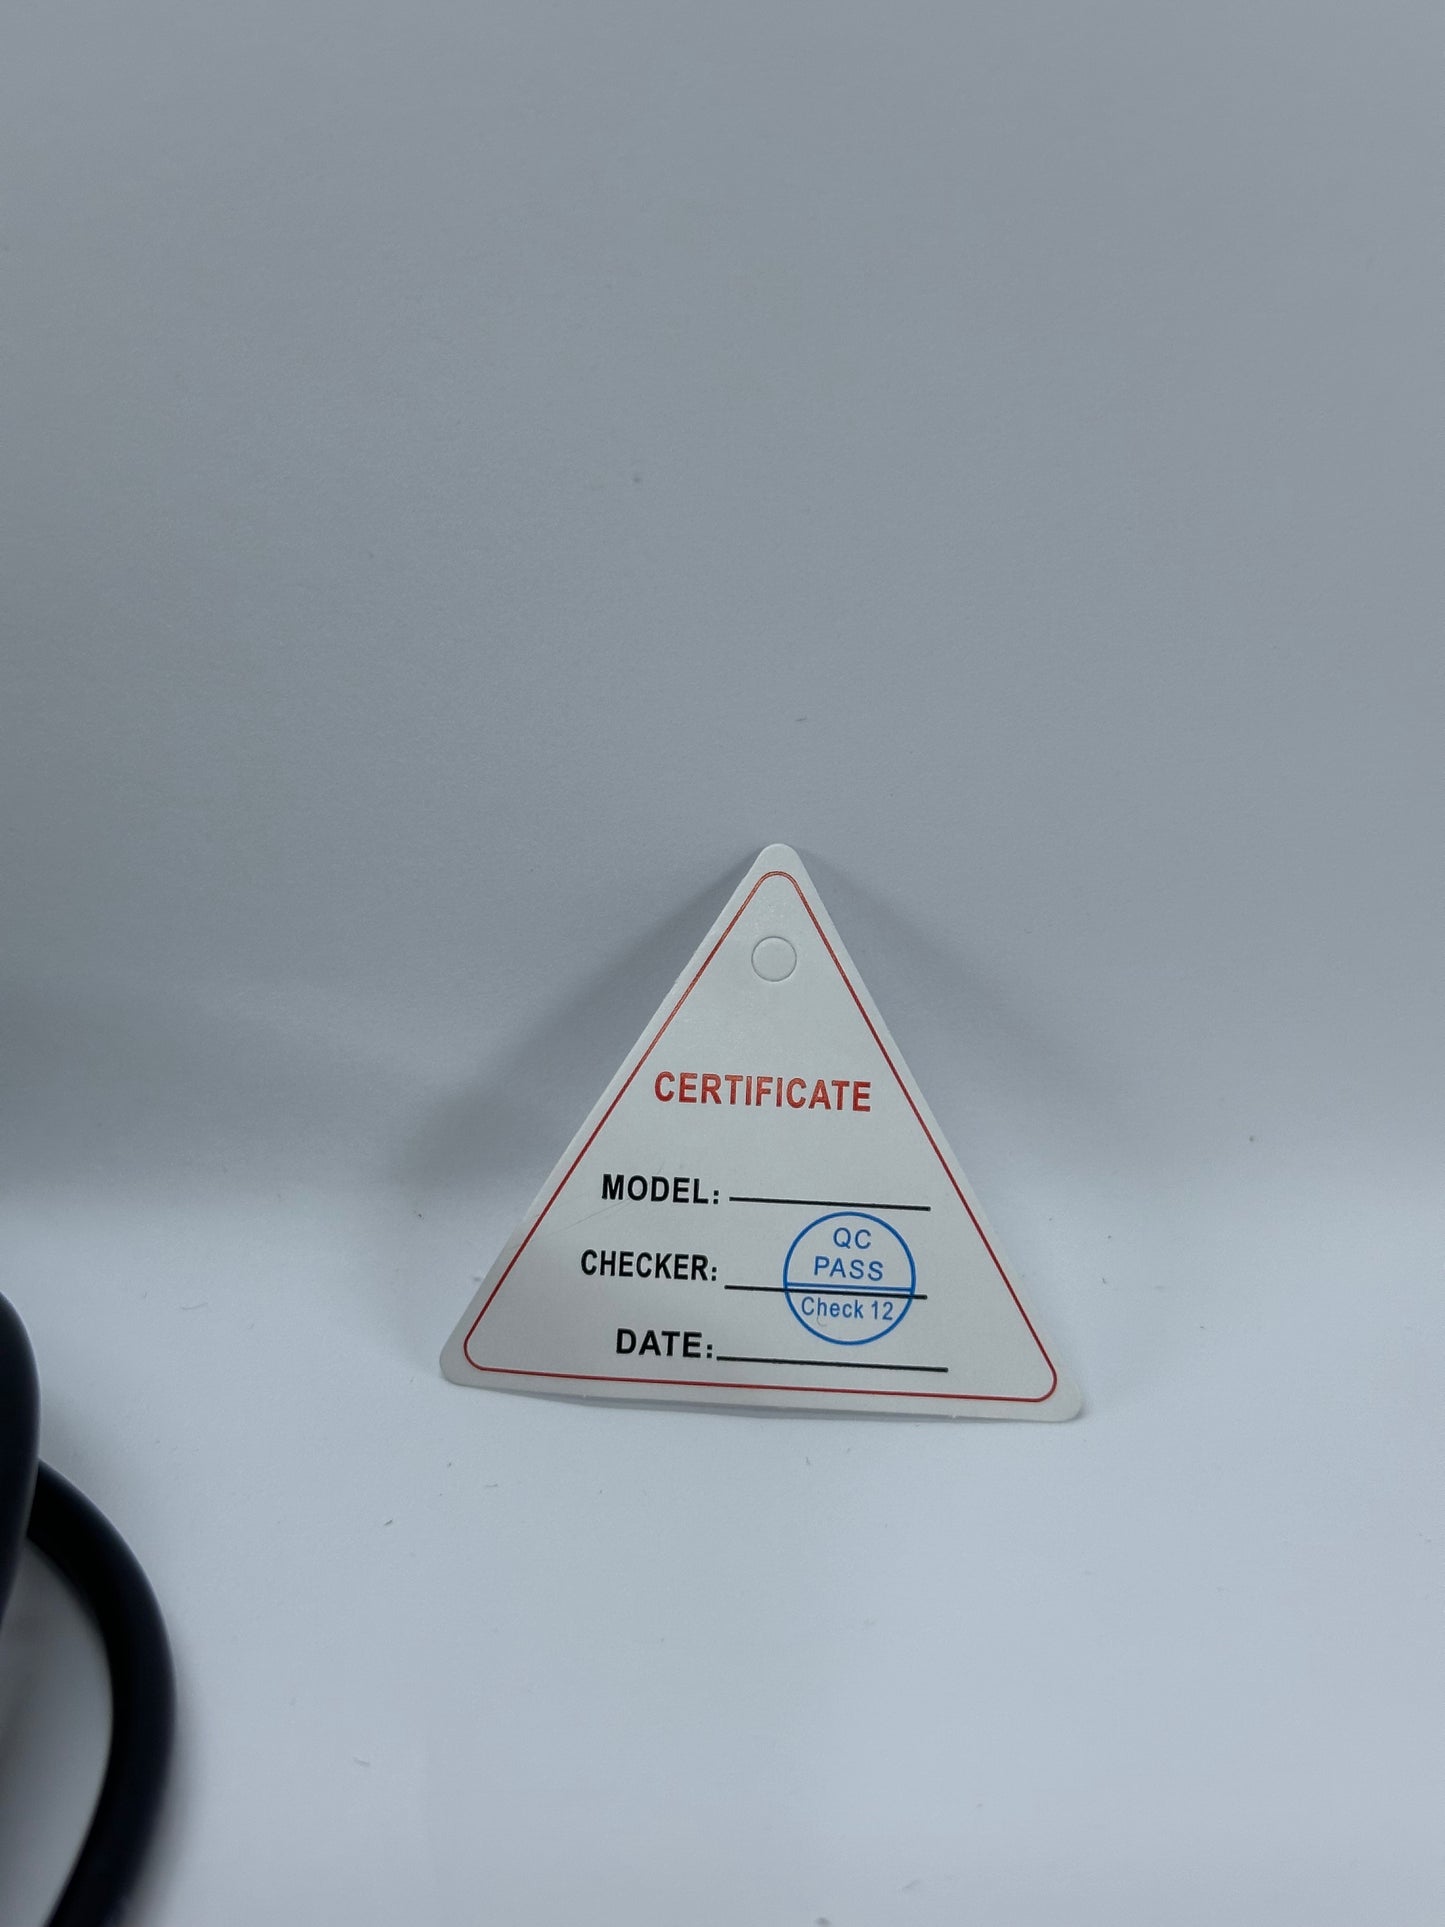 CERTIFICATE
MODEL:
QC
PASS
CHECKER:
Check 12
DATE: